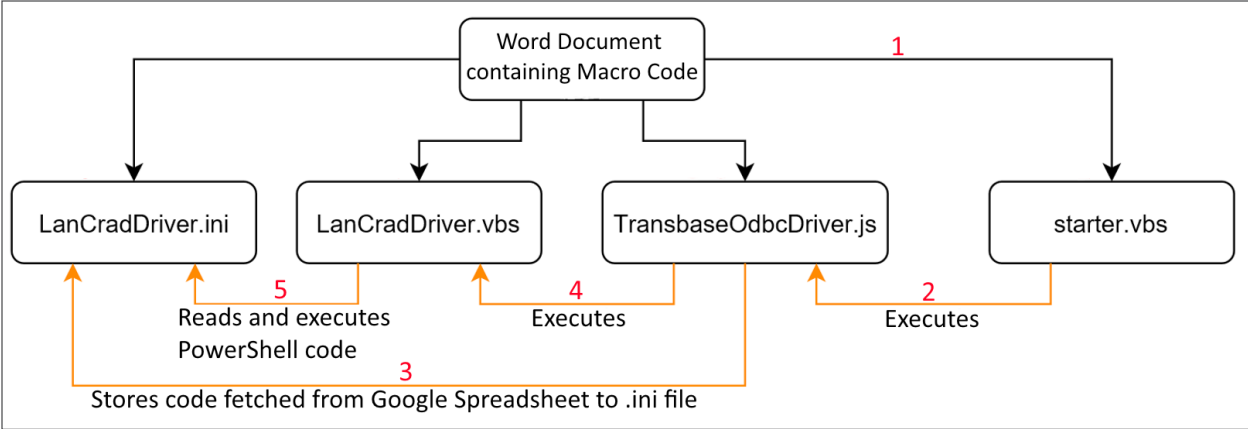 Word Document
containing Macro Code
1
LanCradDriver.ini
LanCradDriver.vbs
TransbaseOdbcDriver.js
starter.vbs
5
4
2
Reads and executes
PowerShell code
Executes
Executes
3
Stores code fetched from Google Spreadsheet to .ini file